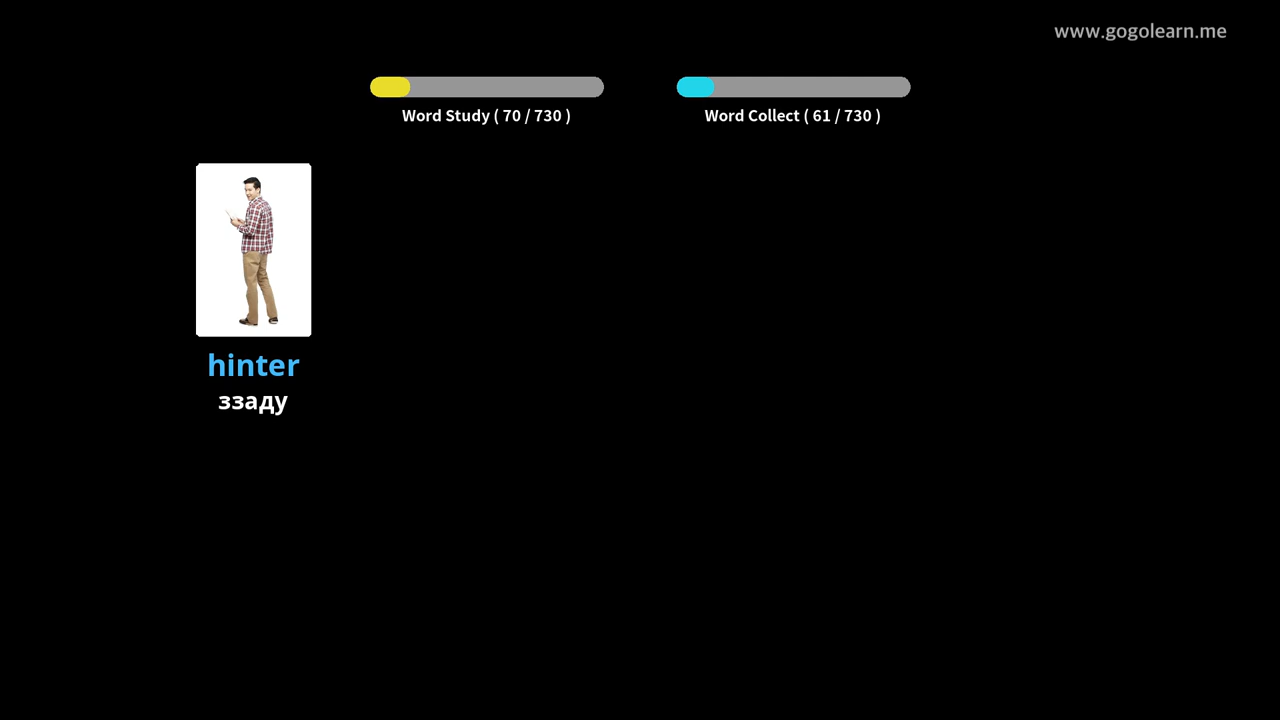 www.gogolearn.me
Word Study ( 70 / 730 )
Word Collect ( 61 / 730 )
hinter
ззаду